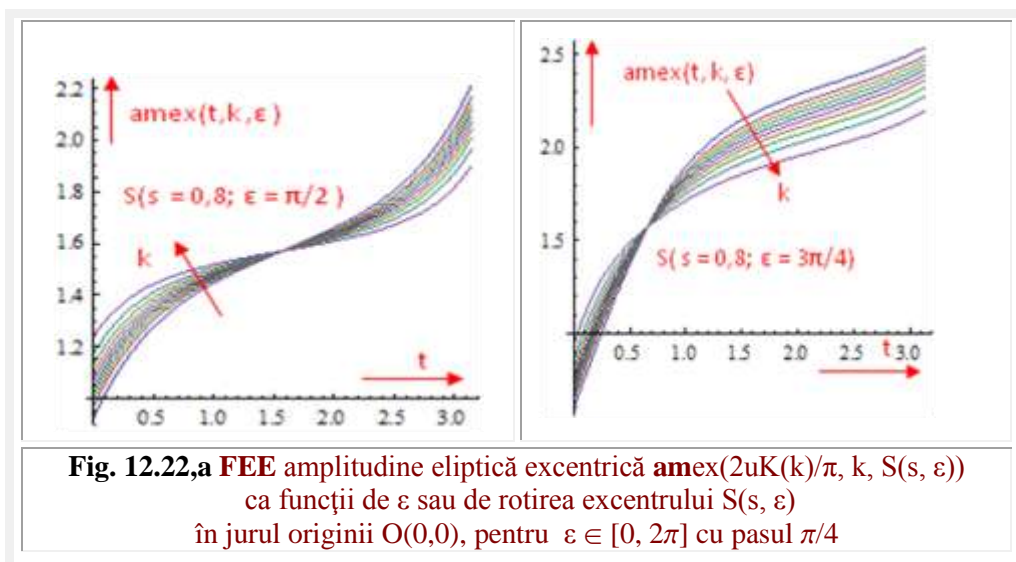 2.2
amex(t,k,ε)
2.0
S(s = 0,8; ε = π/2 )
1.8
1.6
k
1.4
1.2
t
0.5 1.0 1.5 2.0 2.5 3.0
2.5
amex(t, k, ε)
2.0
k
1.5
S( s = 0,8; ε = 3π/4)
0.5 1.0 1.5 2.0 t 3.0
Fig. 12.22,a FEE amplitudine eliptică excentrică amex(2uK(k)/π, k, S(s, ε))
ca funcţii de ε sau de rotirea excentrului S(s, ε)
în jurul originii O(0,0), pentru ε ∈ [0, 2π] cu pasul π/4